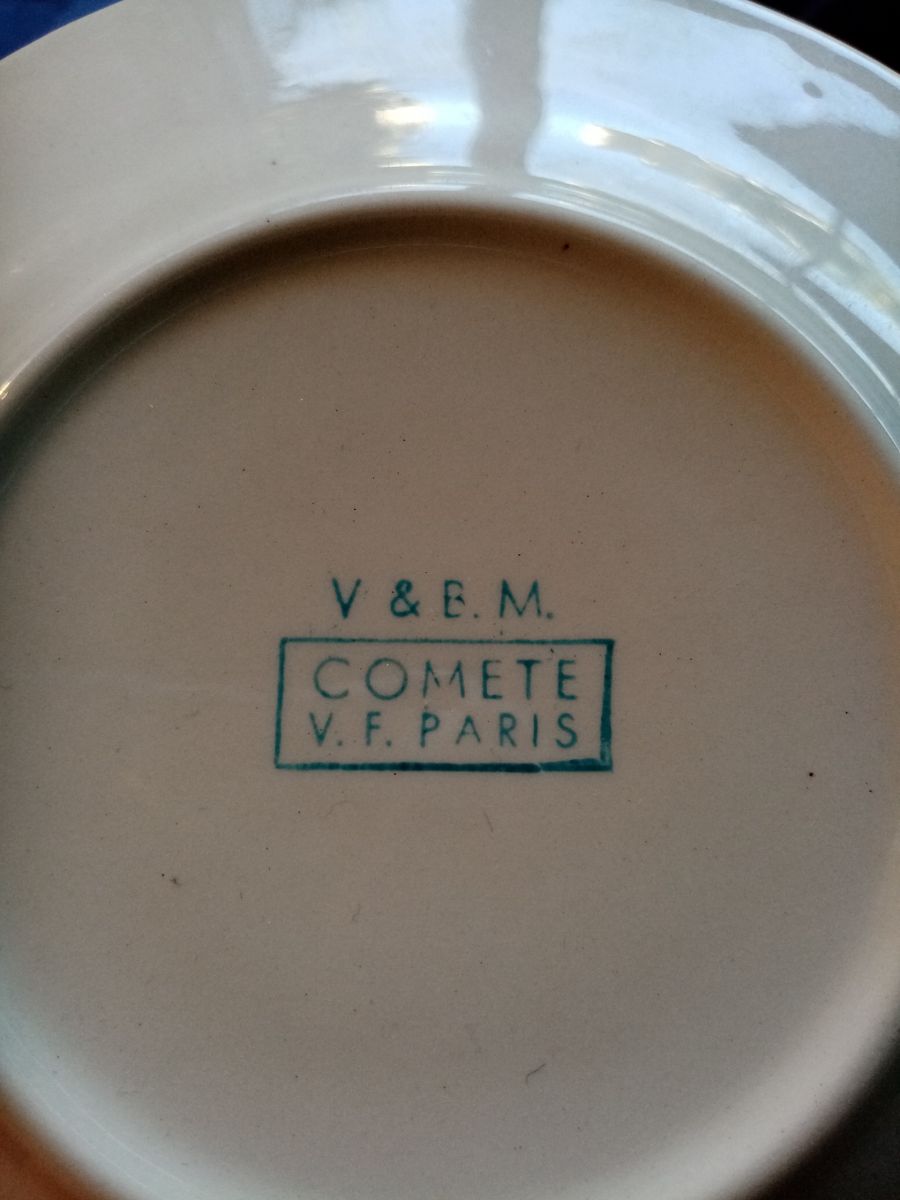 V & B. M.
COMETE
V. F. PARIS